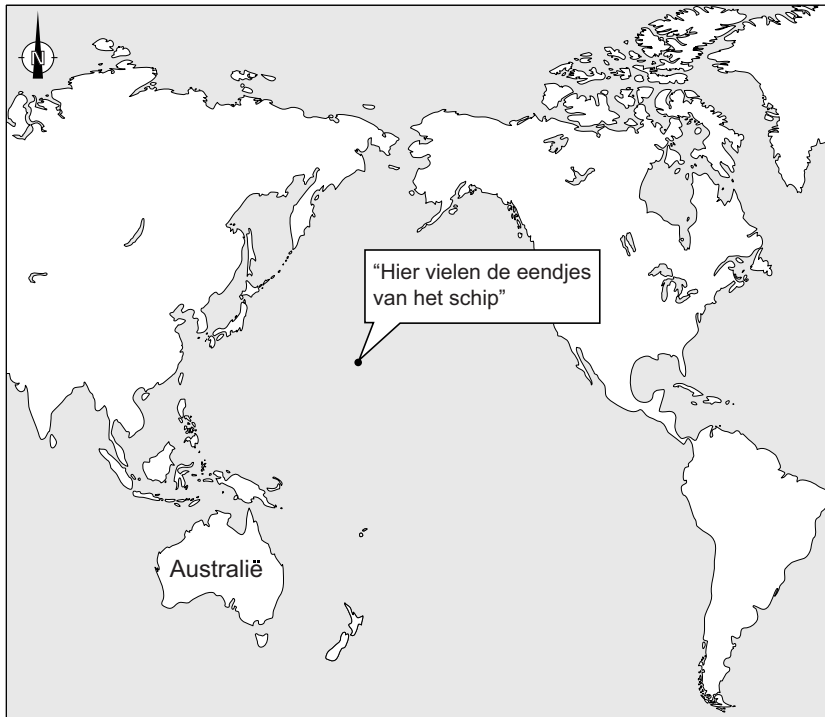 N
“Hier vielen de eendjes
van het schip”
Australië